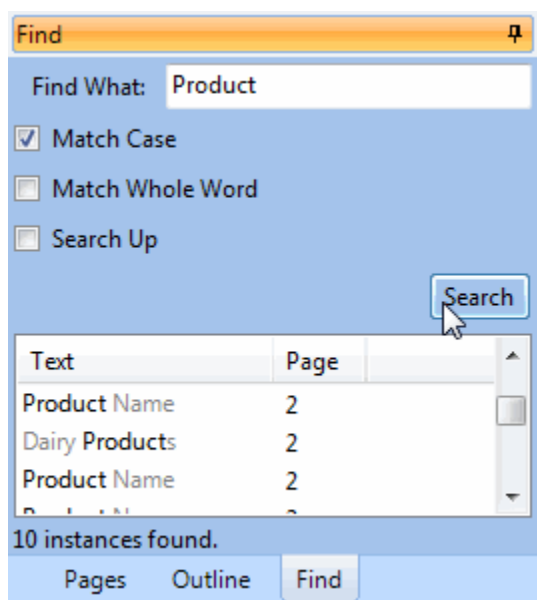 Find
Find What: Product
Match Case
Match Whole Word
Search Up
Search
Text Page
Product Name 2
Dairy Products 2
Product Name 2
10 instances found.
Pages Outline Find